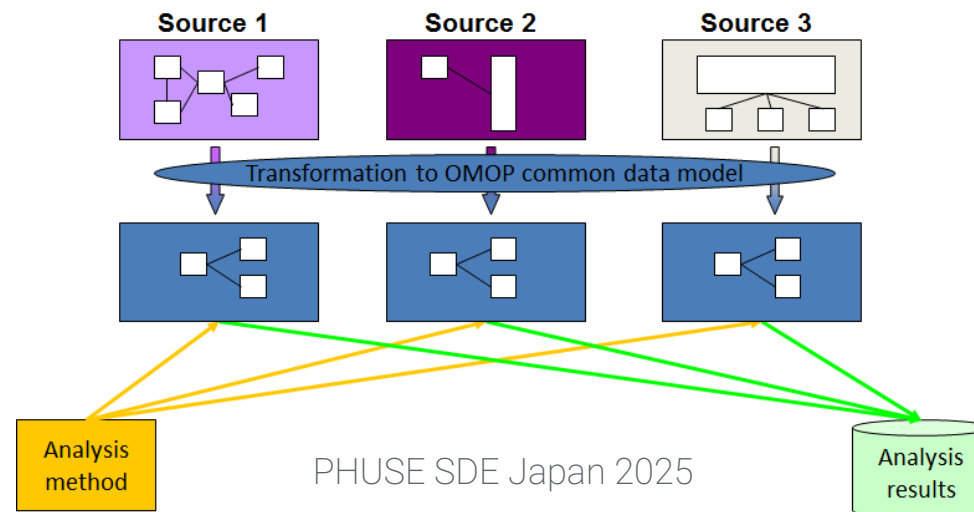 Source 1
Source 2
Source 3
Transformation to OMOP common data model
Analysis
method
PHUSE SDE Japan 2025
Analysis
results